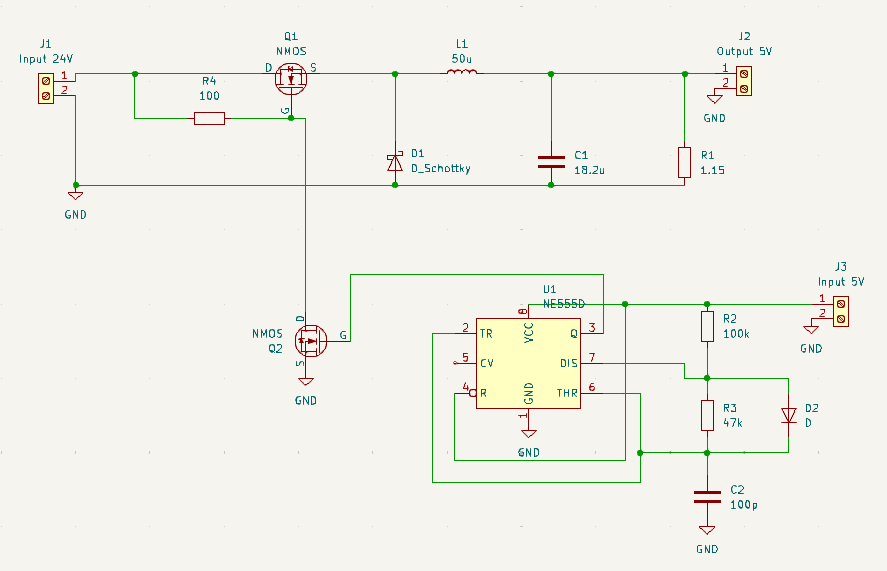 J1
Input 24V
1
2
GND
R4
100
Q1
NMOS
D
S
G
L1
50u
D1
D_Schottky
C1
18.2u
R1
1.15
J2
Output 5V
1
2
GND
NMOS
Q2
D
G
S
GND
U1
NE555D
8
VCC
2
TR
Q
3
5
CV
DIS
7
4
R
THR
6
GND
1
GND
J3
Input 5V
1
2
GND
R2
100k
R3
47k
D2
D
C2
100p
GND